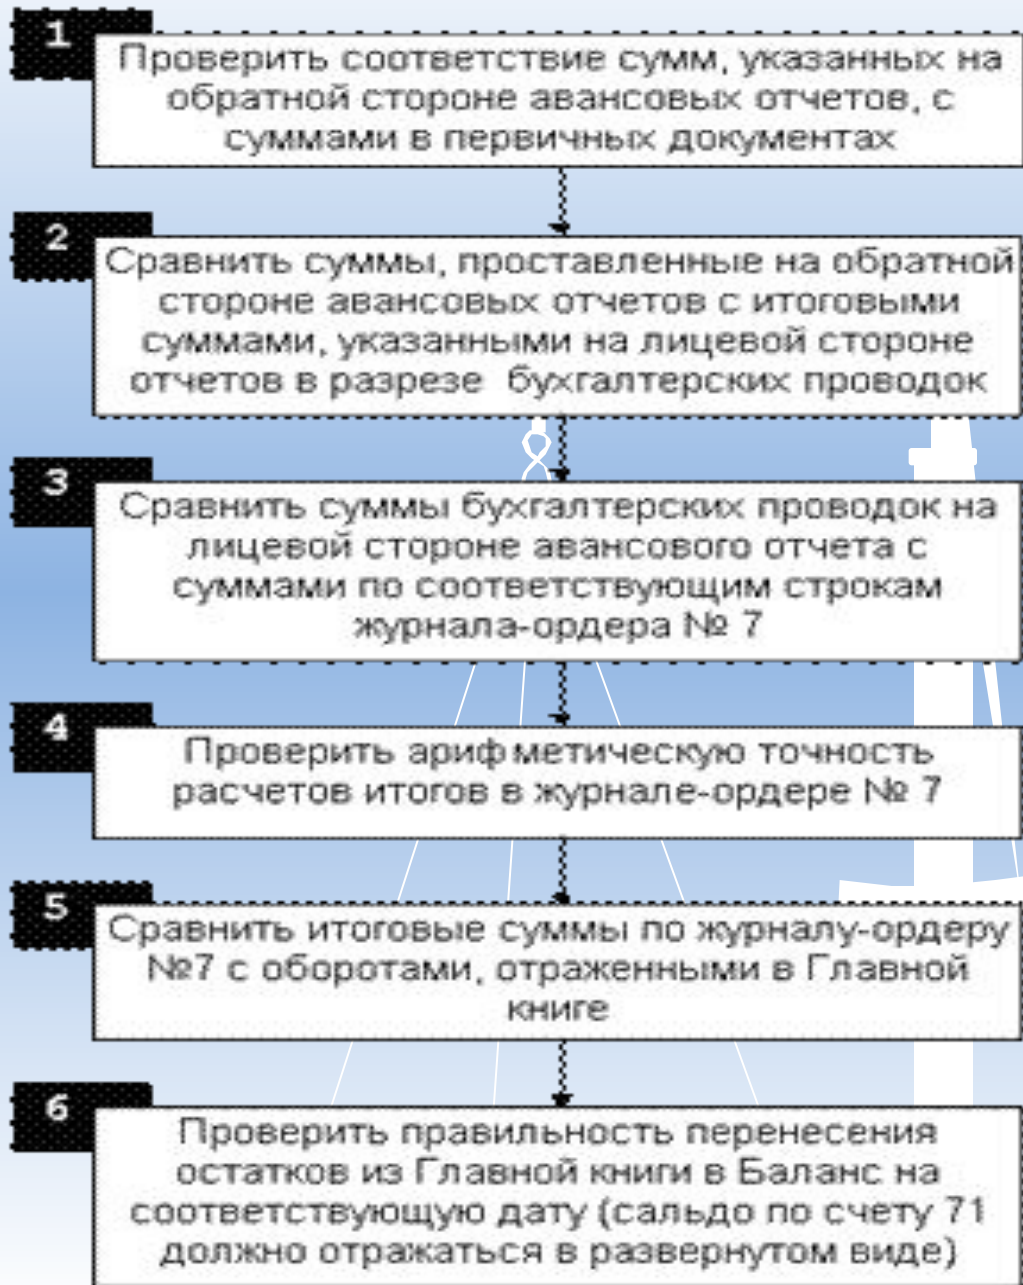 1
Проверить соответствие сумм, указанных на
обратной стороне авансовых отчетов, с
суммами в первичных документах
2
Сравнить суммы, проставленные на обратной
стороне авансовых отчетов с итоговыми
суммами, указанными на лицевой стороне
отчетов в разрезе бухгалтерских проводок
3
Сравнить суммы бухгалтерских проводок на
лицевой стороне авансового отчета с
суммами по соответствующим строкам
журнала-ордера № 7
4
Проверить арифметическую точность
расчетов итогов в журнале-ордере № 7
5
Сравнить итоговые суммы по журналу-ордеру
№7 с оборотами, отраженными в Главной
книге
6
Проверить правильность перенесения
остатков из Главной книги в Баланс на
соответствующую дату (сальдо по счету 71
должно отражаться в развернутом виде)